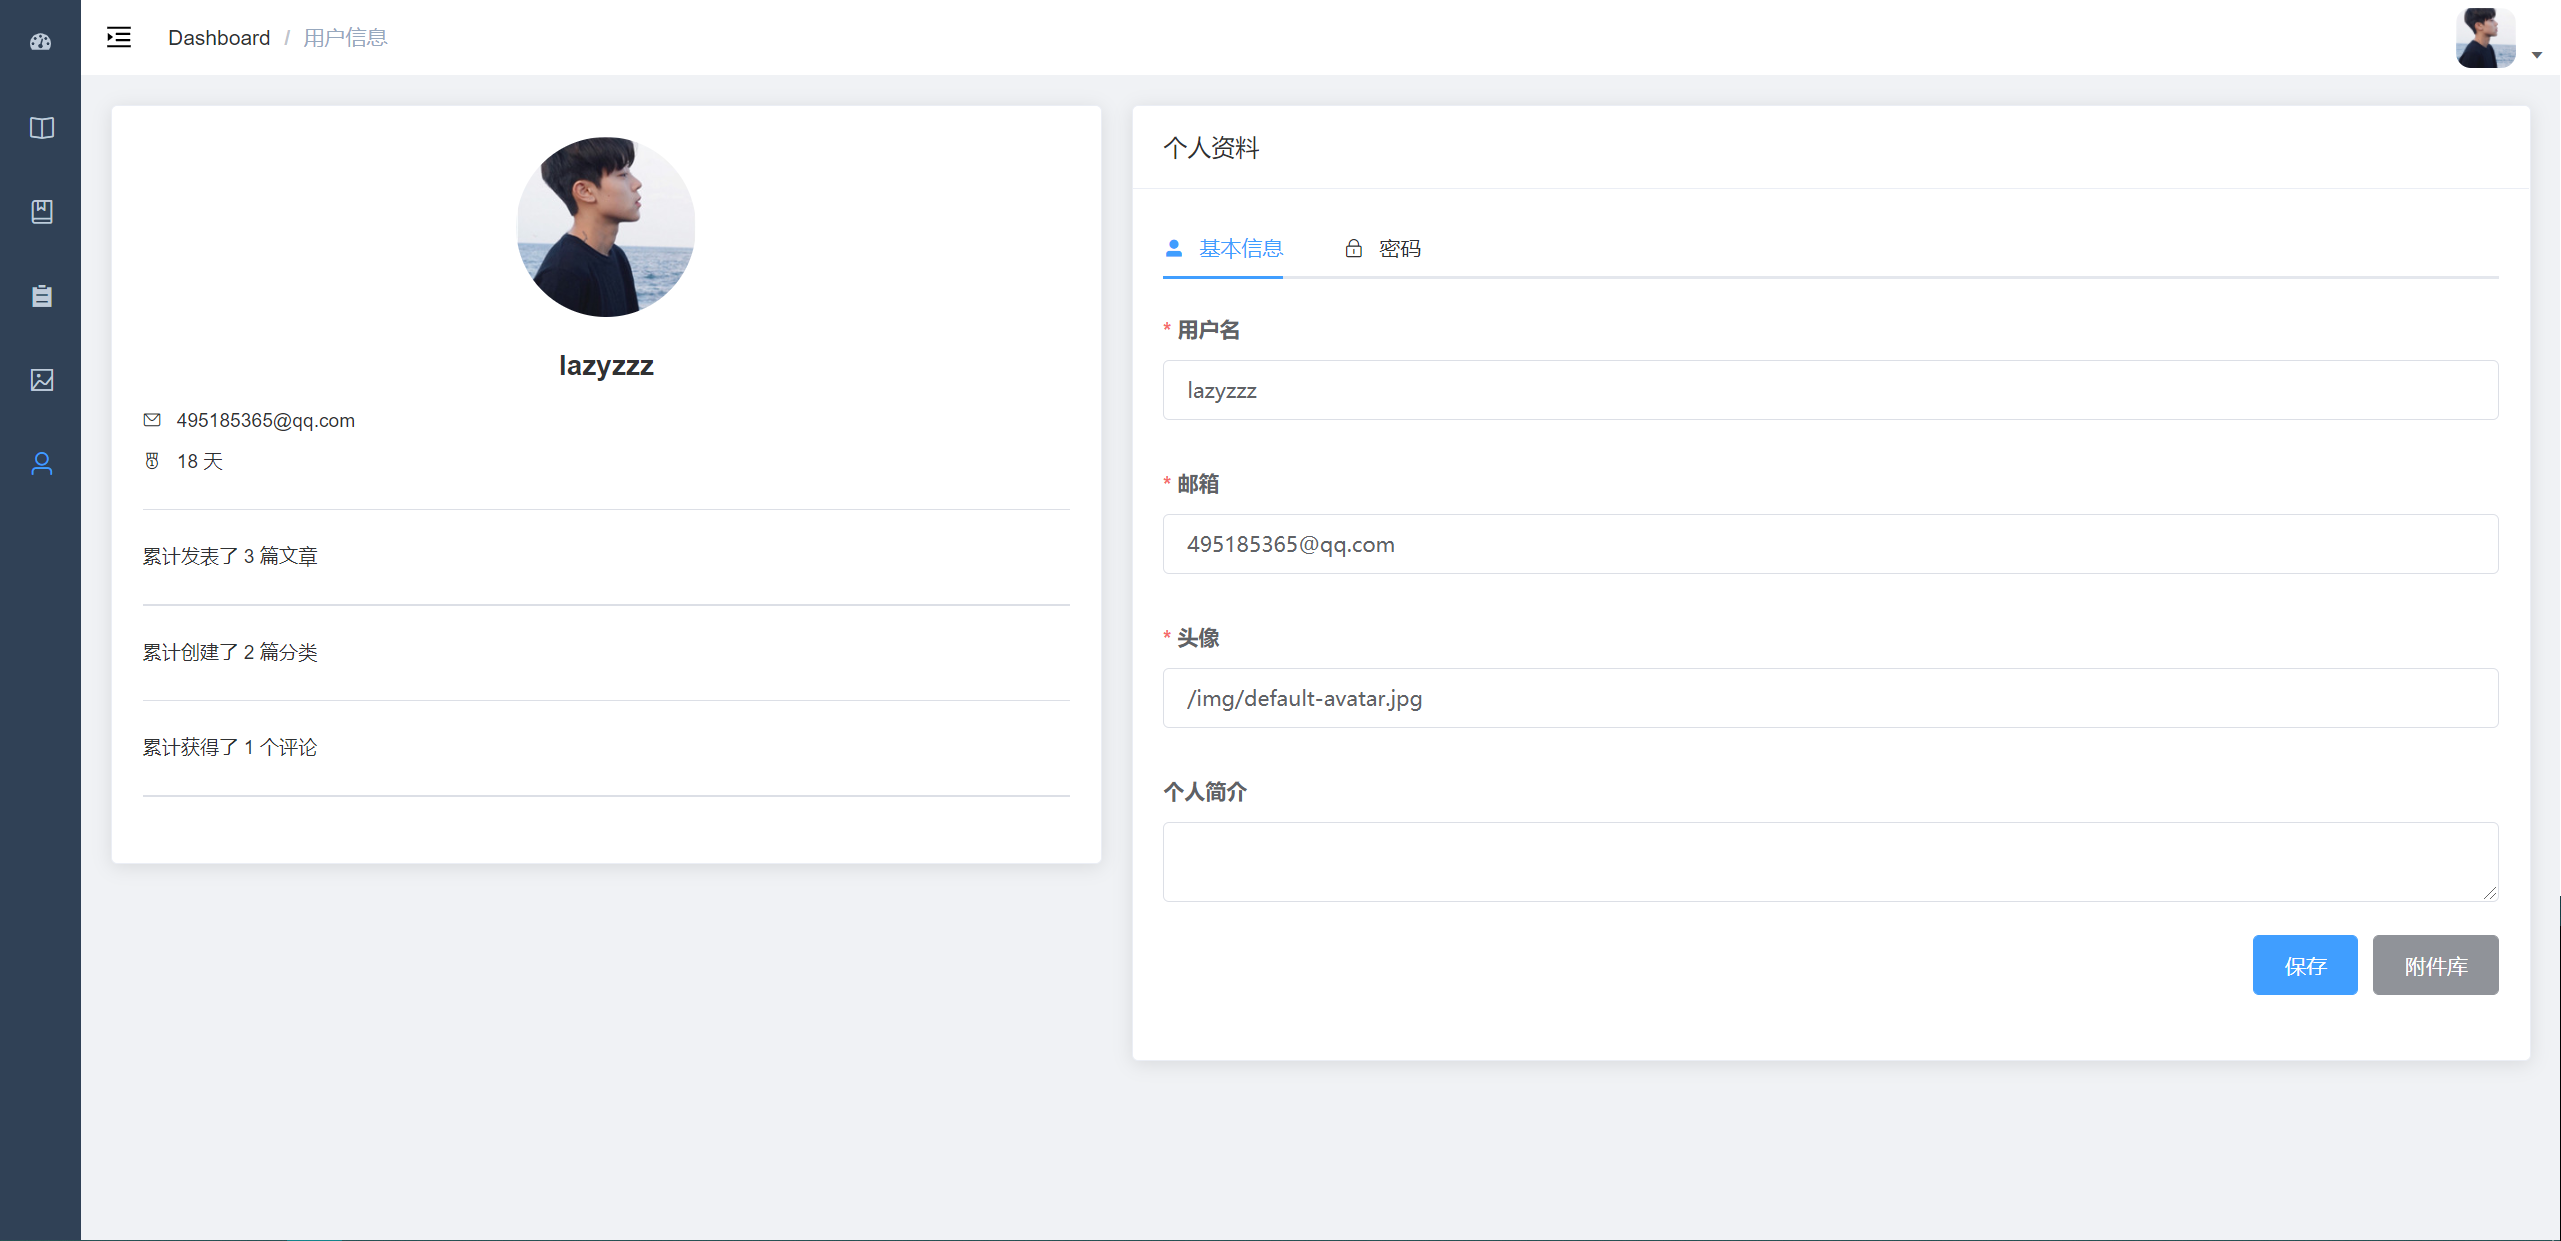 Dashboard / 用户信息
lazyzzz
495185365@qq.com
18 天
累计发表了 3 篇文章
累计创建了 2 篇分类
累计获得了 1 个评论
个人资料
基本信息 密码
* 用户名
lazyzzz
* 邮箱
495185365@qq.com
* 头像
/img/default-avatar.jpg
个人简介
保存 附件库